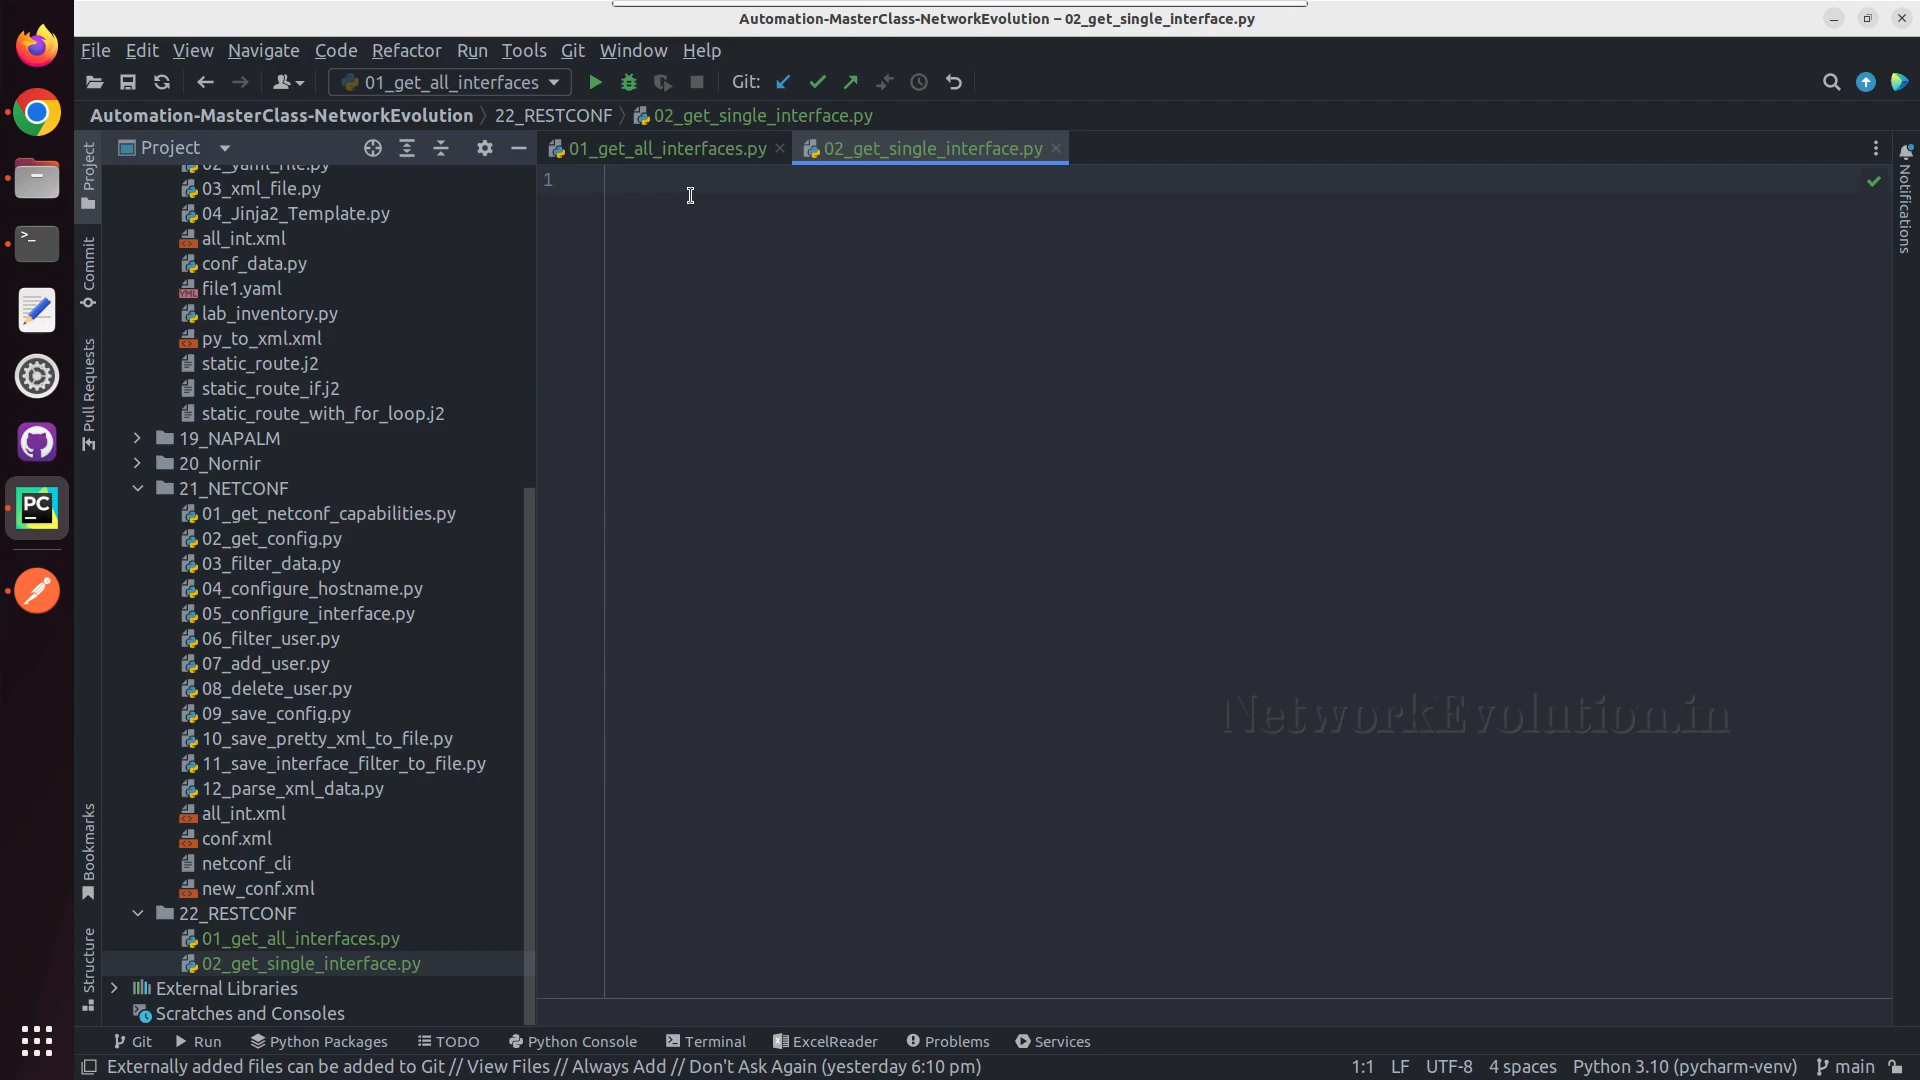 Automation-MasterClass-NetworkEvolution – 02_get_single_interface.py
File Edit View Navigate Code Refactor Run Tools Git Window Help
01_get_all_interfaces Git:
Automation-MasterClass-NetworkEvolution 22_RESTCONF 02_get_single_interface.py
Project
01_get_all_interfaces.py
02_get_single_interface.py
Project
Commit
Pull Requests
Bookmarks
Structure
Notifications
1
02_yaml_file.py
03_xml_file.py
04_Jinja2_Template.py
all_int.xml
conf_data.py
file1.yaml
lab_inventory.py
py_to_xml.xml
static_route.j2
static_route_if.j2
static_route_with_for_loop.j2
19_NAPALM
20_Nornir
21_NETCONF
01_get_netconf_capabilities.py
02_get_config.py
03_filter_data.py
04_configure_hostname.py
05_configure_interface.py
06_filter_user.py
07_add_user.py
08_delete_user.py
09_save_config.py
10_save_pretty_xml_to_file.py
11_save_interface_filter_to_file.py
12_parse_xml_data.py
all_int.xml
conf.xml
netconf_cli
new_conf.xml
22_RESTCONF
01_get_all_interfaces.py
02_get_single_interface.py
External Libraries
Scratches and Consoles
NetworkEvolution.in
Git Run Python Packages TODO Python Console Terminal ExcelReader Problems Services
Externally added files can be added to Git // View Files // Always Add // Don't Ask Again (yesterday 6:10 pm)
1:1 LF UTF-8 4 spaces Python 3.10 (pycharm-venv) main
PC